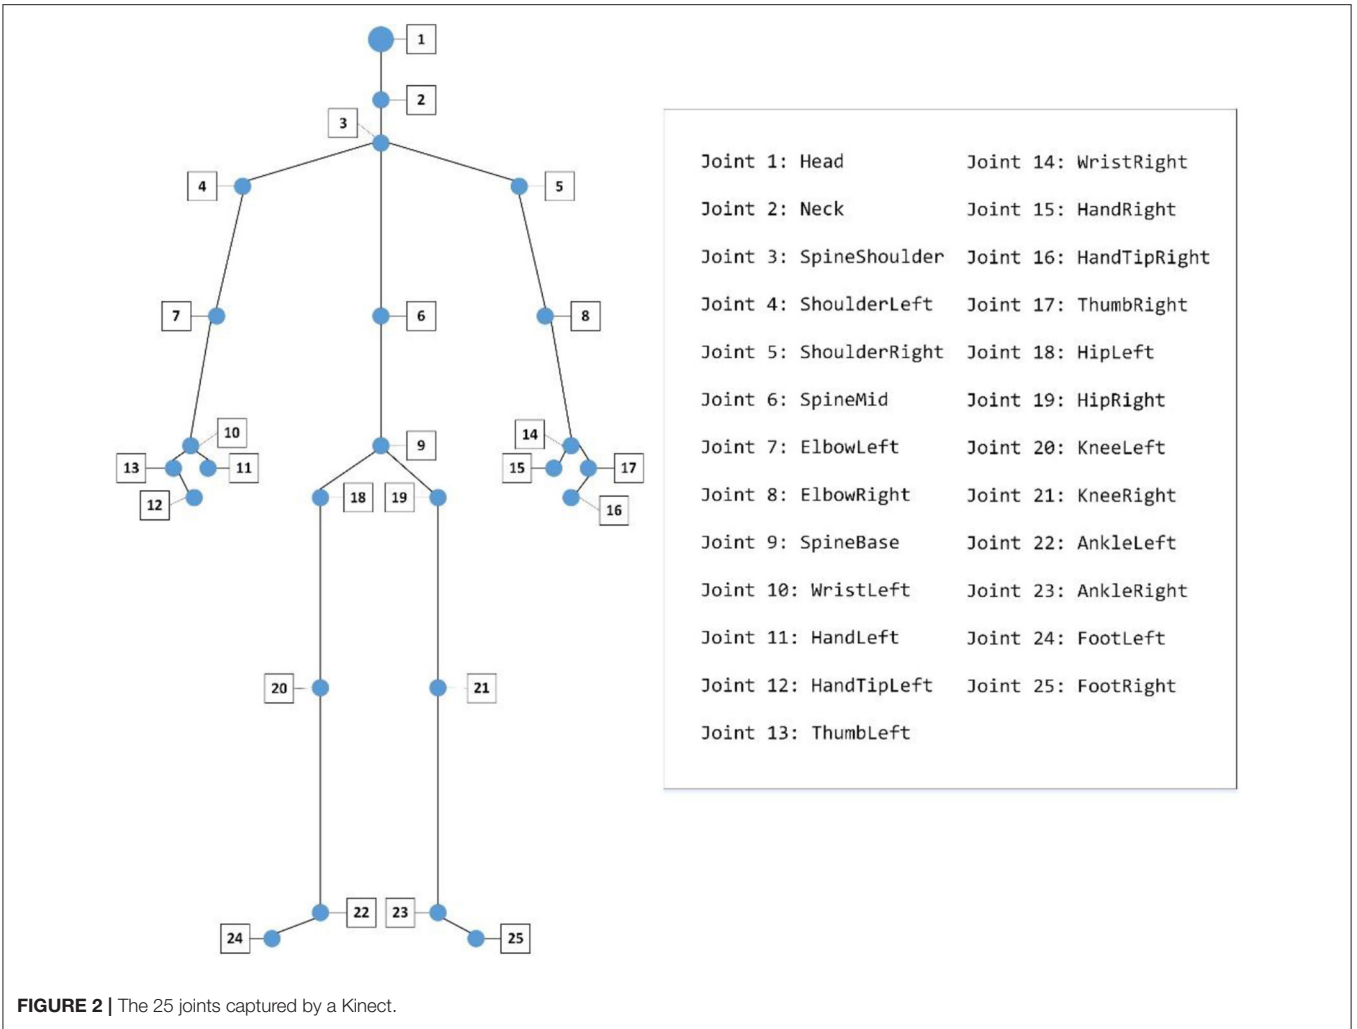 1
2
3
4
5
7
6
8
10
9
14
13
11
15
17
12
18
19
16
20
21
22
23
24
25
Joint 1: Head
Joint 2: Neck
Joint 3: SpineShoulder
Joint 4: ShoulderLeft
Joint 5: ShoulderRight
Joint 6: SpineMid
Joint 7: ElbowLeft
Joint 8: ElbowRight
Joint 9: SpineBase
Joint 10: WristLeft
Joint 11: HandLeft
Joint 12: HandTipLeft
Joint 13: ThumbLeft
Joint 14: WristRight
Joint 15: HandRight
Joint 16: HandTipRight
Joint 17: ThumbRight
Joint 18: HipLeft
Joint 19: HipRight
Joint 20: KneeLeft
Joint 21: KneeRight
Joint 22: AnkleLeft
Joint 23: AnkleRight
Joint 24: FootLeft
Joint 25: FootRight
FIGURE 2 | The 25 joints captured by a Kinect.